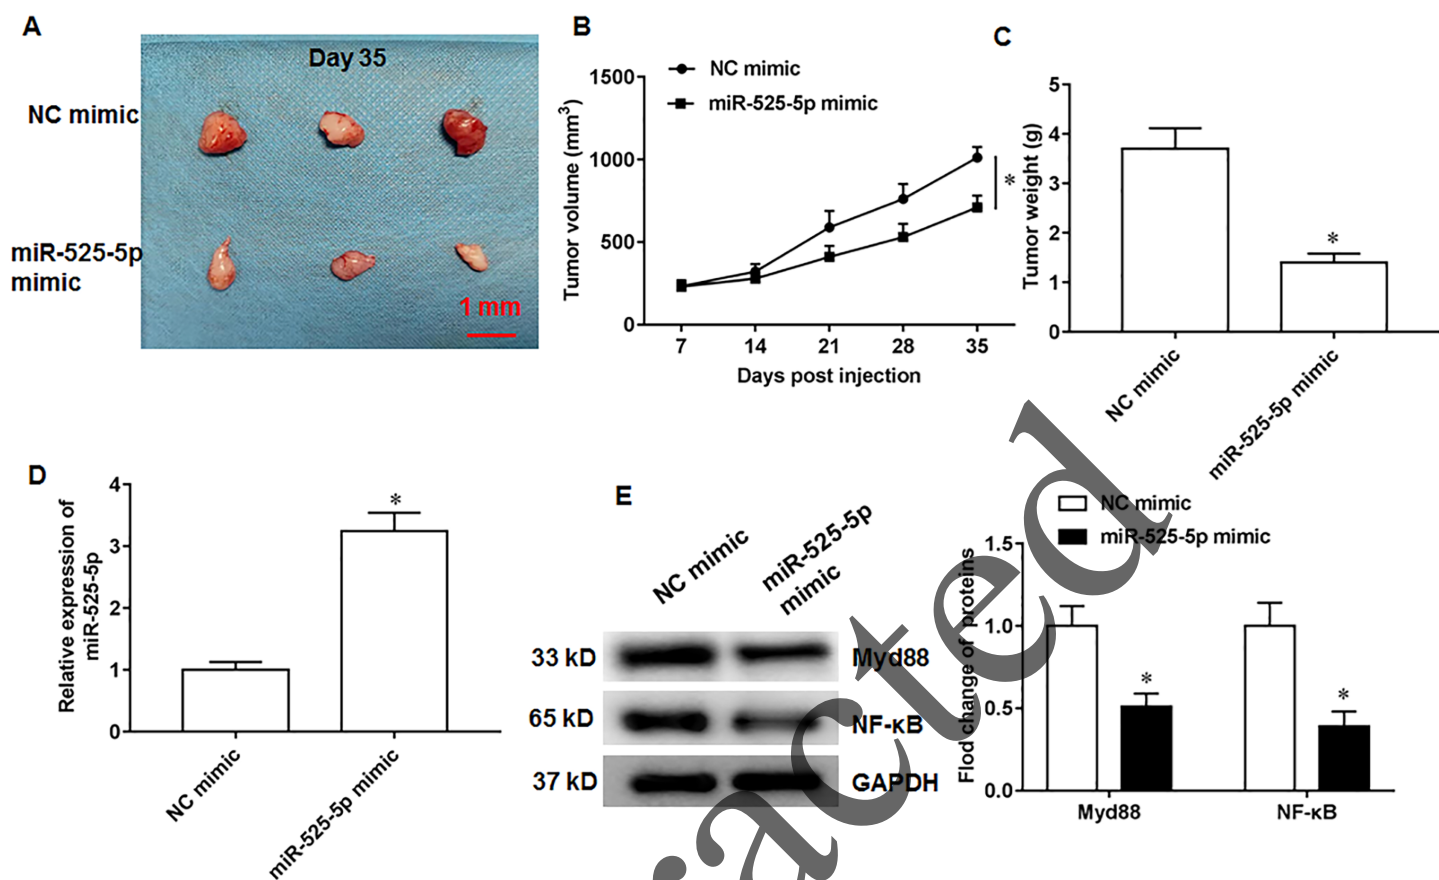 A
Day 35
NC mimic
miR-525-5p
mimic
1 mm
B
NC mimic
miR-525-5p mimic
Tumor volume (mm3)
1500
1000
500
0
*
7 14 21 28 35
Days post injection
C
Tumor weight (g)
5
4
3
2
1
0
*
NC mimic
miR-525-5p mimic
D
Relative expression of
miR-525-5p
4
3
2
1
0
*
NC mimic
miR-525-5p mimic
E
NC mimic
miR-525-5p
mimic
33 kD Myd88
65 kD NF-κB
37 kD GAPDH
NC mimic
miR-525-5p mimic
Flod change of proteins
1.5
1.0
0.5
0.0
*
*
Myd88 NF-κB